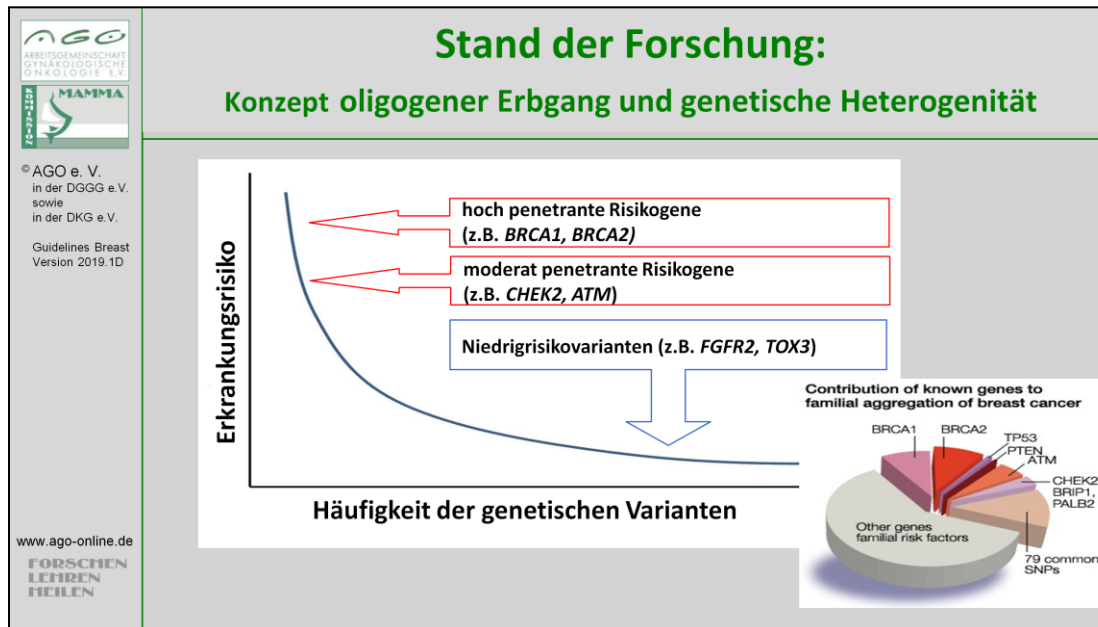 AGO
ARBEITSGEMEINSCHAFT
GYNÄKOLOGISCHE
ONKOLOGIE E.V.
KOMMISSION
MAMMA
© AGO e. V.
in der DGGG e.V.
sowie
in der DKG e.V.
Guidelines Breast
Version 2019.1D
www.ago-online.de
FORSCHEN
LEHREN
HEILEN
Stand der Forschung:
Konzept oligogener Erbgang und genetische Heterogenität
Erkrankungsrisiko
hoch penetrante Risikogene
(z.B. BRCA1, BRCA2)
moderat penetrante Risikogene
(z.B. CHEK2, ATM)
Niedrigrisikovarianten (z.B. FGFR2, TOX3)
Häufigkeit der genetischen Varianten
Contribution of known genes to
familial aggregation of breast cancer
BRCA1
BRCA2
TP53
PTEN
ATM
CHEK2
BRIP1,
PALB2
79 common
SNPs
Other genes
familial risk factors